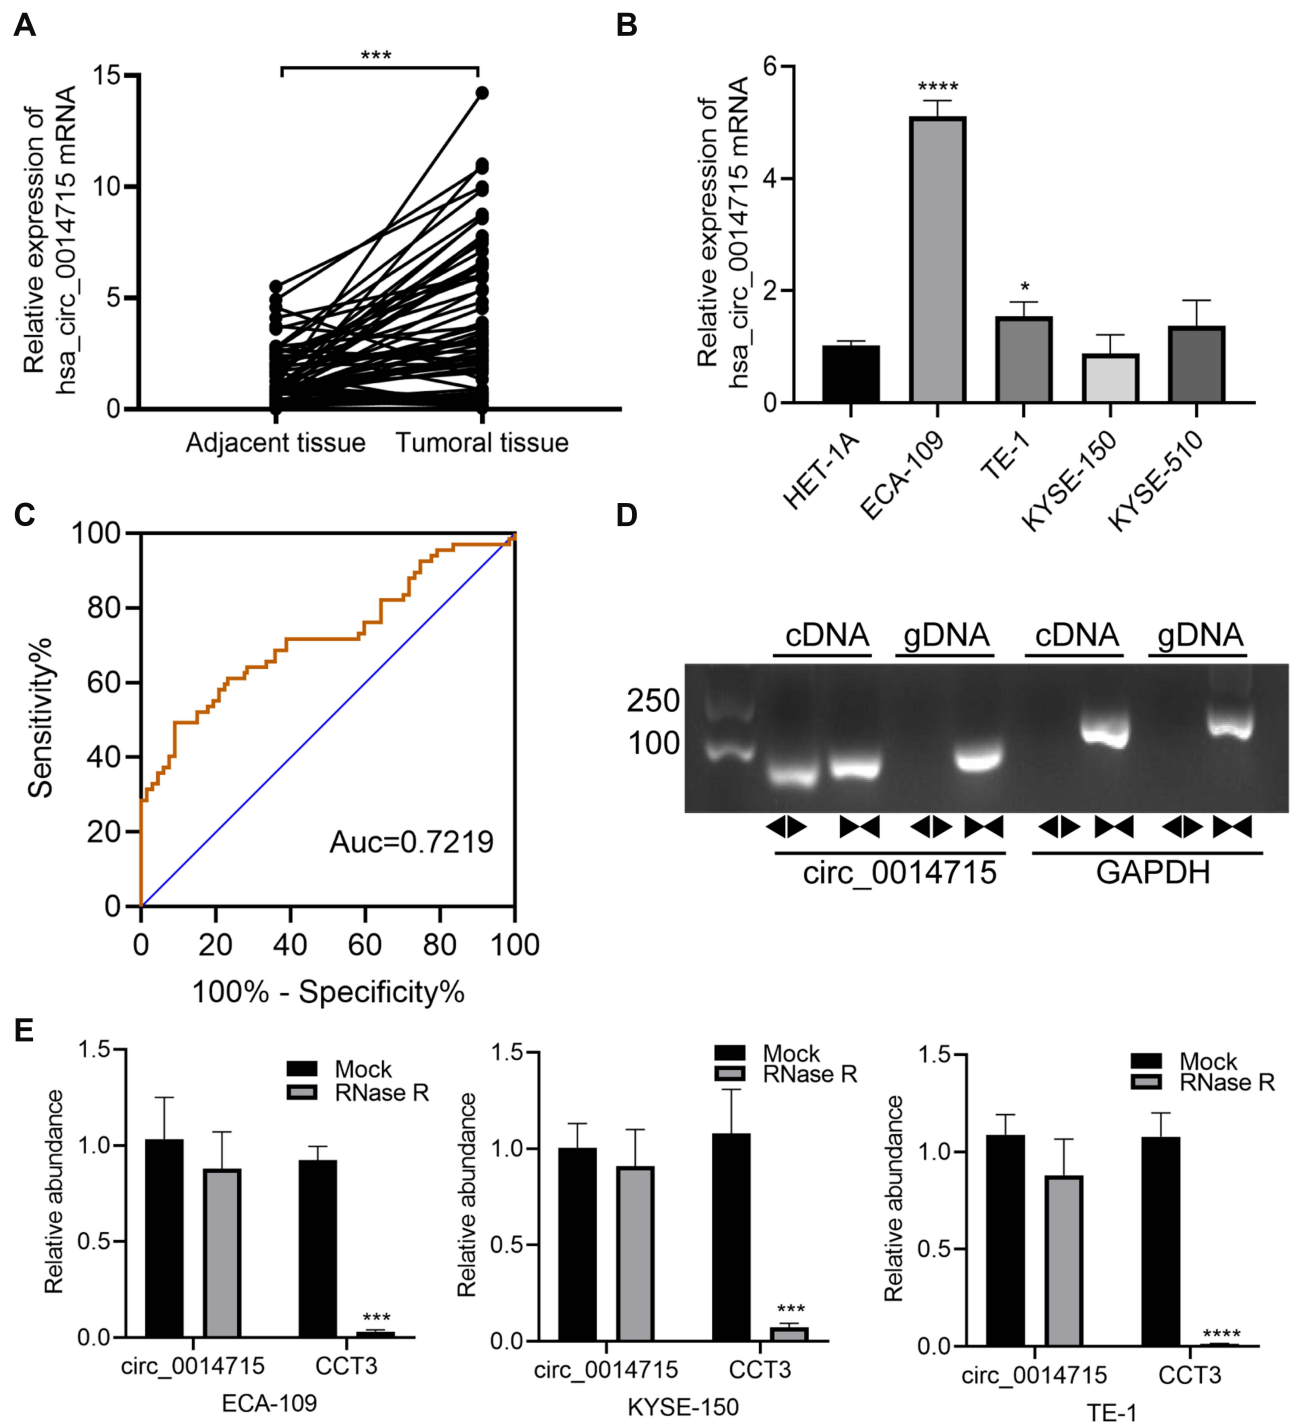 A
Relative expression of
hsa_circ_0014715 mRNA
15
10
5
0
***
Adjacent tissue
Tumoral tissue
B
Relative expression of
hsa_circ_0014715 mRNA
6
4
2
0
****
*
HET-1A
ECA-109
TE-1
KYSE-150
KYSE-510
C
Sensitivity%
100
80
60
40
20
0
Auc=0.7219
0 20 40 60 80 100
100% - Specificity%
D
cDNA gDNA cDNA gDNA
250
100
circ_0014715 GAPDH
E
Relative abundance
1.5
1.0
0.5
0.0
Mock
RNase R
***
circ_0014715 CCT3
ECA-109
Relative abundance
1.5
1.0
0.5
0.0
Mock
RNase R
***
circ_0014715 CCT3
KYSE-150
Relative abundance
1.5
1.0
0.5
0.0
Mock
RNase R
****
circ_0014715 CCT3
TE-1